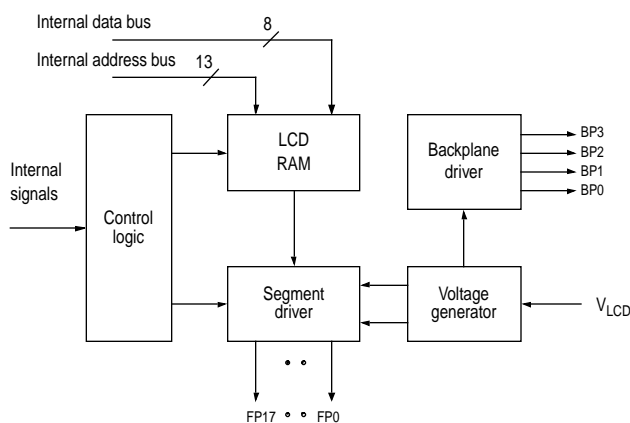 Internal data bus
8
Internal address bus
13
LCD
RAM
Backplane
driver
BP3
BP2
BP1
BP0
Internal
signals
Control
logic
Segment
driver
Voltage
generator
VLCD
FP17
FP0